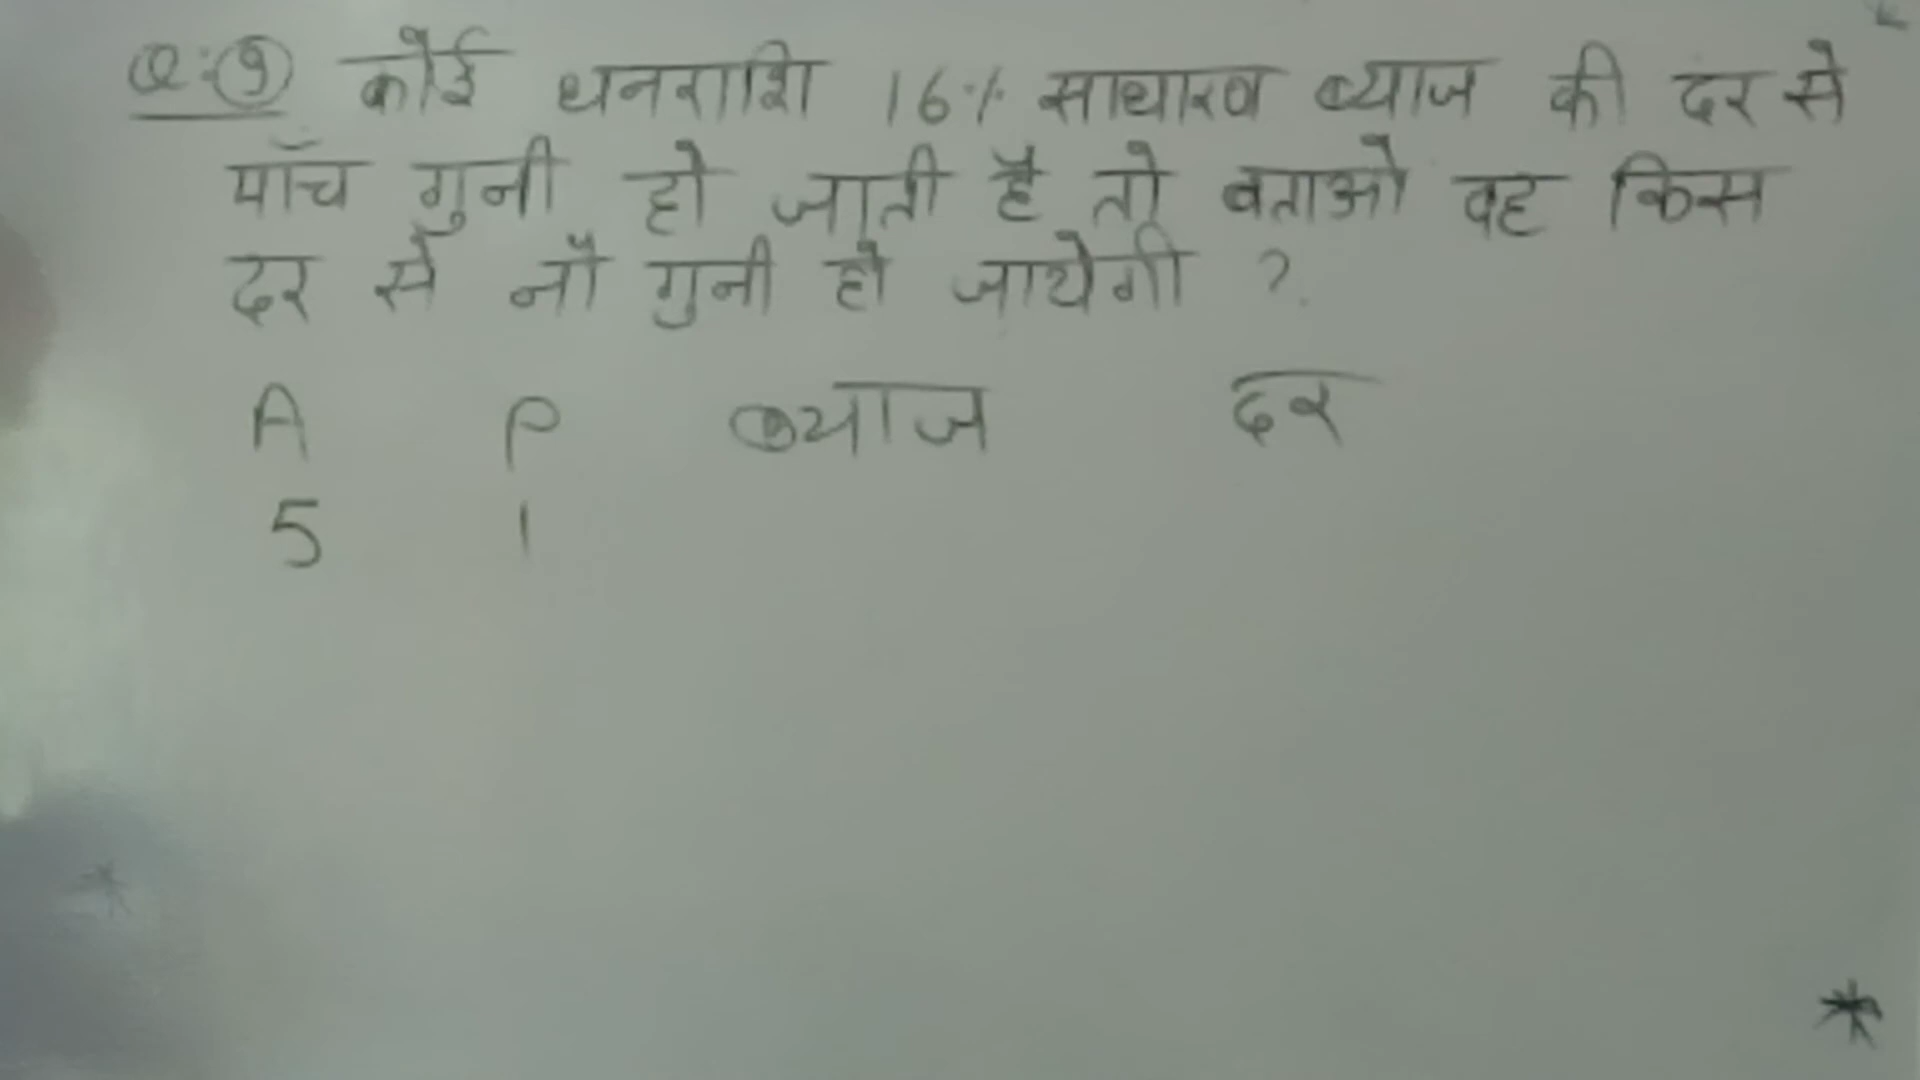 Q:9 कोई धनराशि 16% साधारण ब्याज की दर से
पाँच गुनी हो जाती है तो बताओ वह किस
दर से नौ गुनी हो जायेगी ?
A P ब्याज दर
5 1